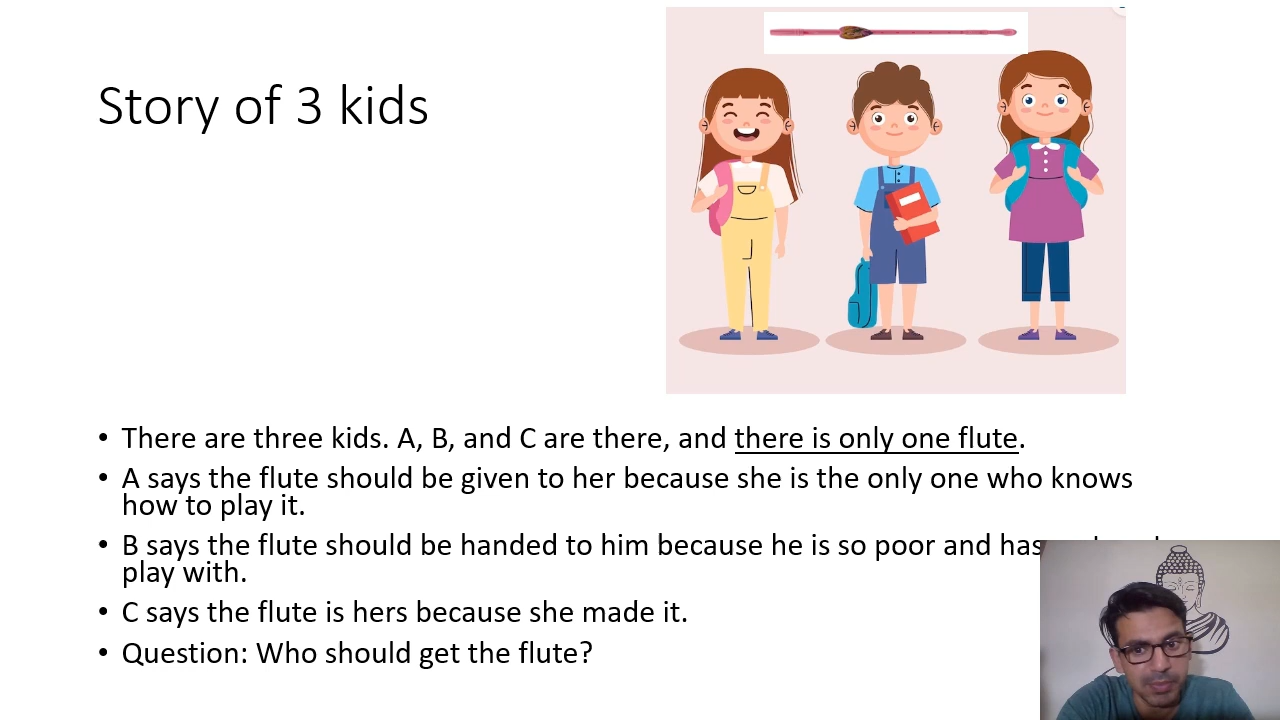 Story of 3 kids
• There are three kids. A, B, and C are there, and there is only one flute.
• A says the flute should be given to her because she is the only one who knows
how to play it.
• B says the flute should be handed to him because he is so poor and has
play with.
• C says the flute is hers because she made it.
• Question: Who should get the flute?